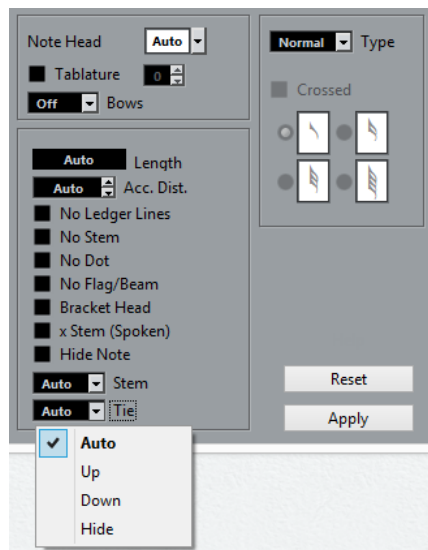 Note Head Auto
Tablature 0
Off Bows
Auto Length
Auto Acc. Dist.
No Ledger Lines
No Stem
No Dot
No Flag/Beam
Bracket Head
x Stem (Spoken)
Hide Note
Auto Stem
Auto Tie
Auto
Up
Down
Hide
Normal Type
Crossed
Reset
Apply